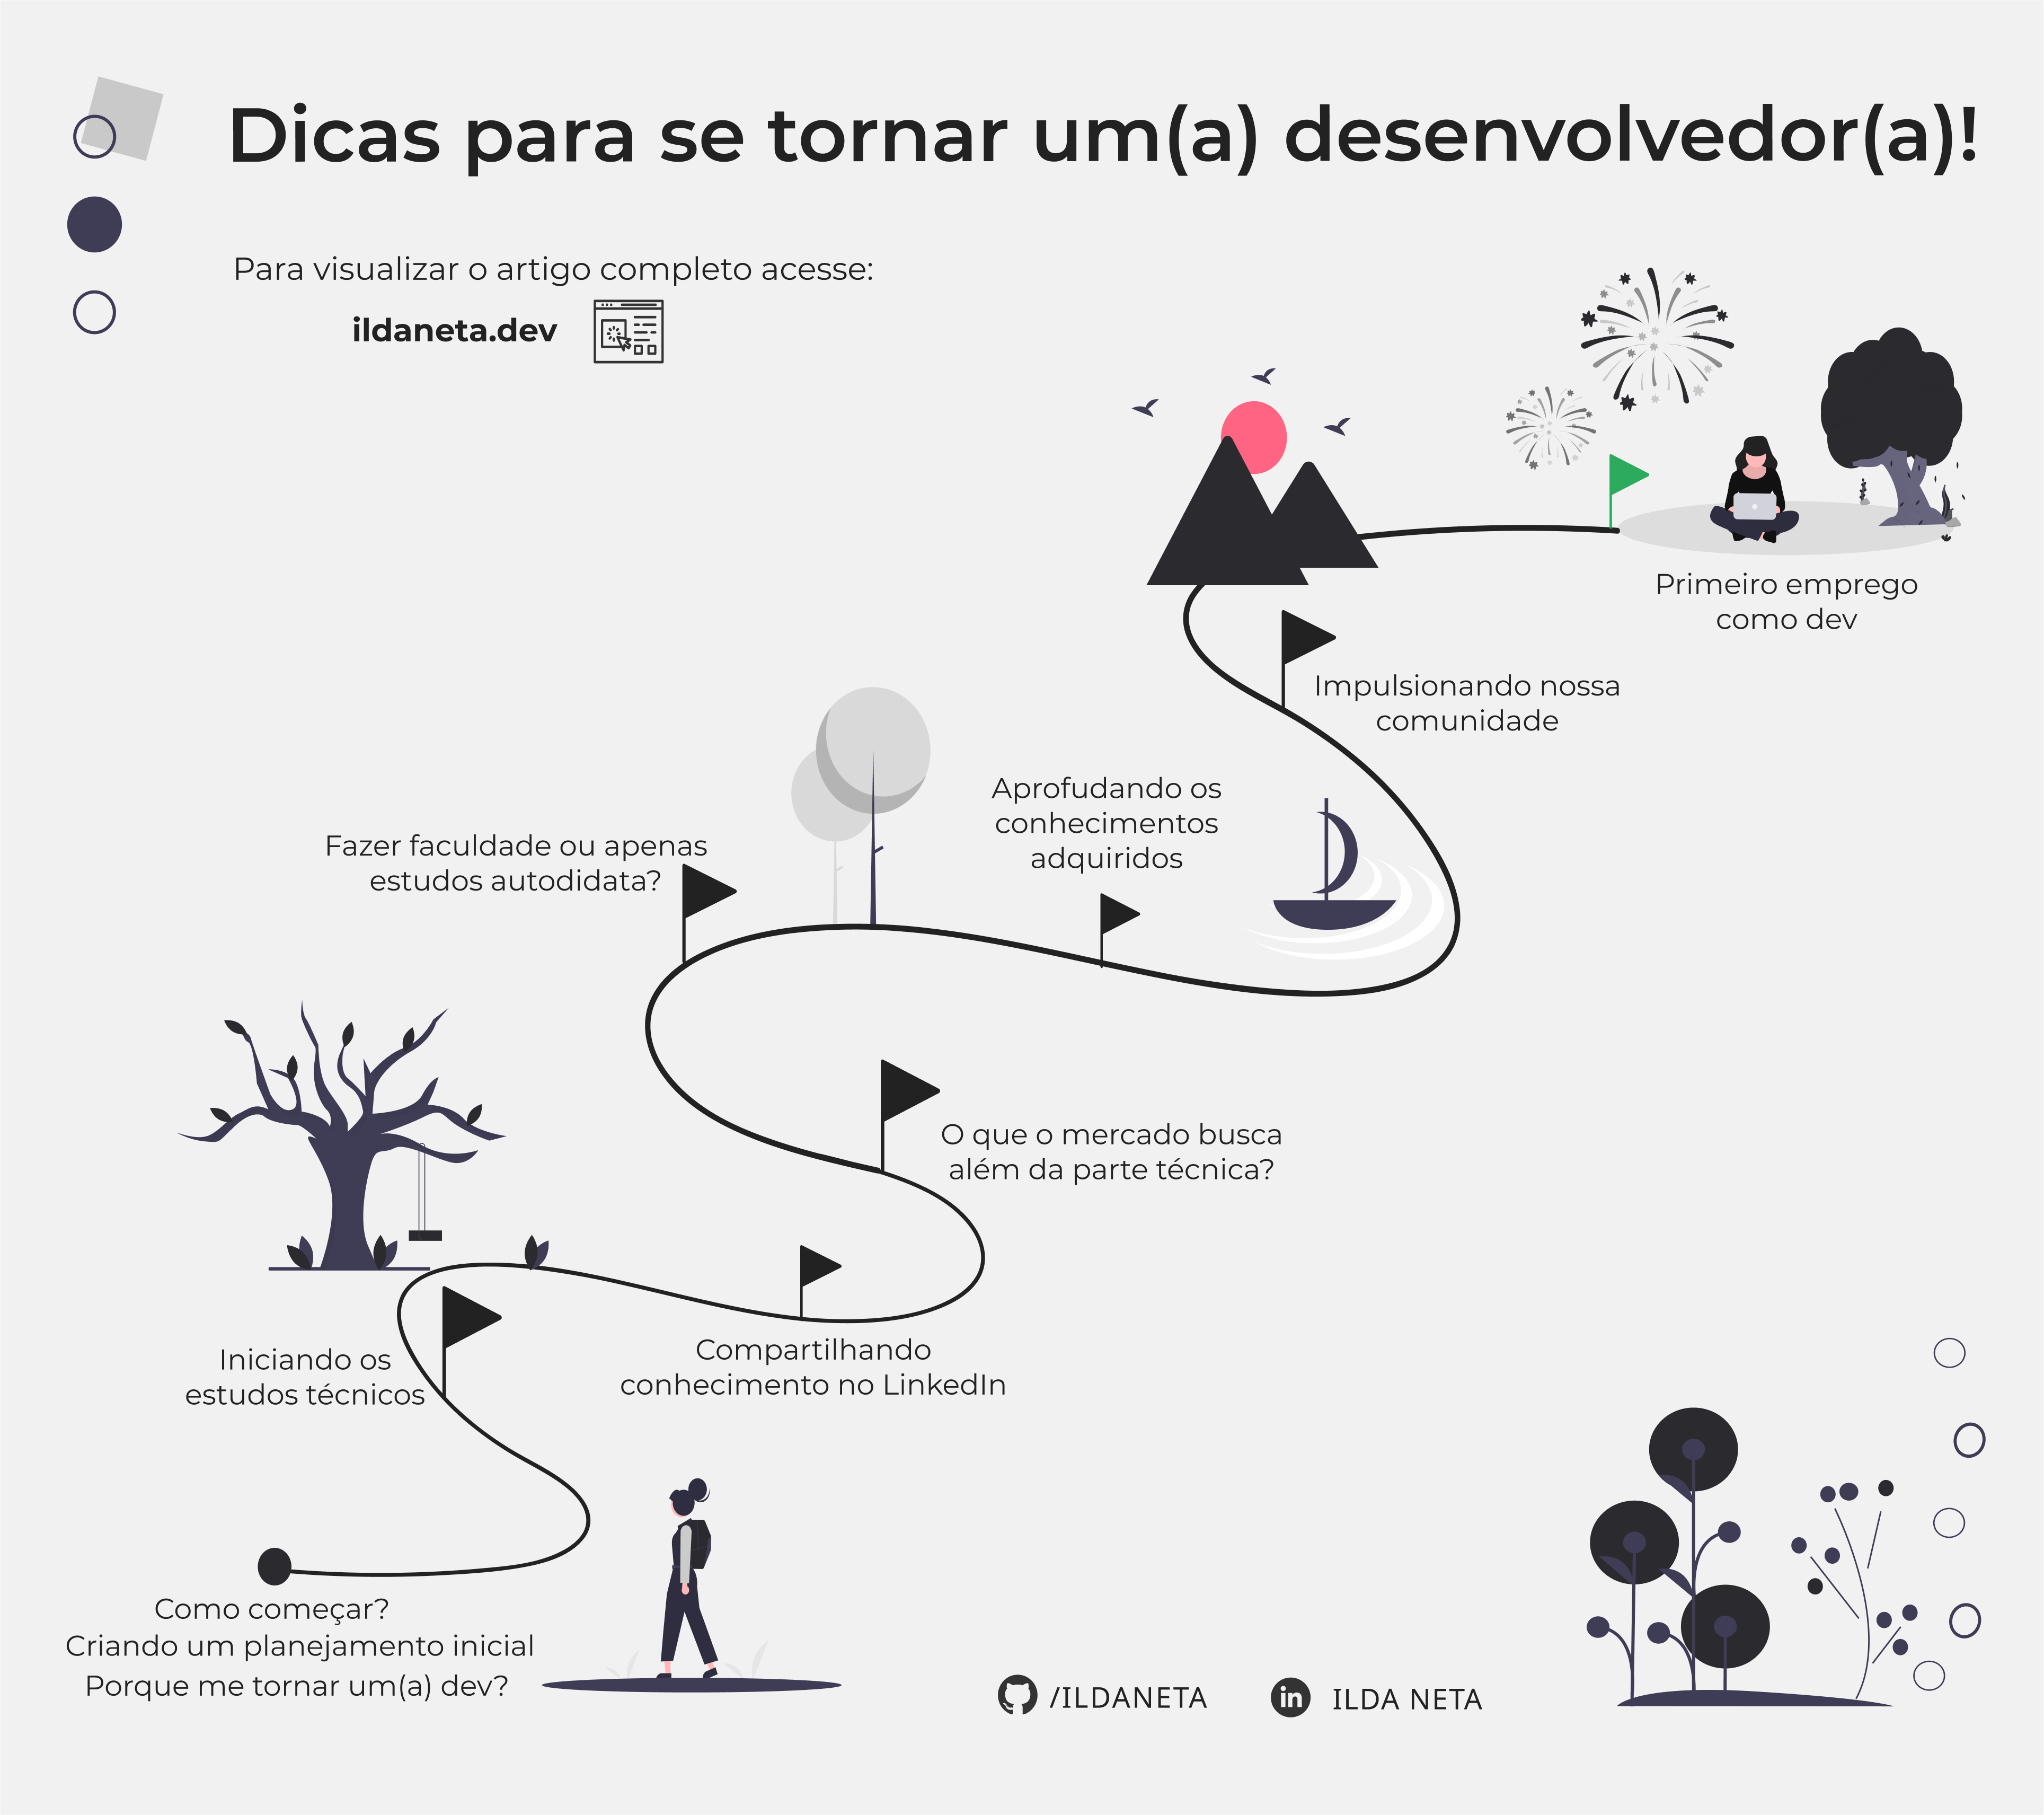 Dicas para se tornar um(a) desenvolvedor(a)!
Para visualizar o artigo completo acesse:
ildaneta.dev
Primeiro emprego
como dev
Impulsionando nossa
comunidade
Aprofudando os
conhecimentos
adquiridos
Fazer faculdade ou apenas
estudos autodidata?
O que o mercado busca
além da parte técnica?
Compartilhando
conhecimento no LinkedIn
Iniciando os
estudos técnicos
Como começar?
Criando um planejamento inicial
Porque me tornar um(a) dev?
/ILDANETA
in ILDA NETA